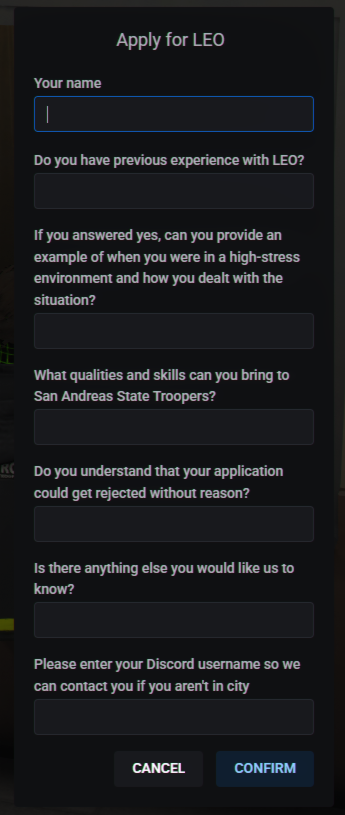 Apply for LEO
Your name
Do you have previous experience with LEO?
If you answered yes, can you provide an
example of when you were in a high-stress
environment and how you dealt with the
situation?
What qualities and skills can you bring to
San Andreas State Troopers?
Do you understand that your application
could get rejected without reason?
Is there anything else you would like us to
know?
Please enter your Discord username so we
can contact you if you aren't in city
CANCEL
CONFIRM